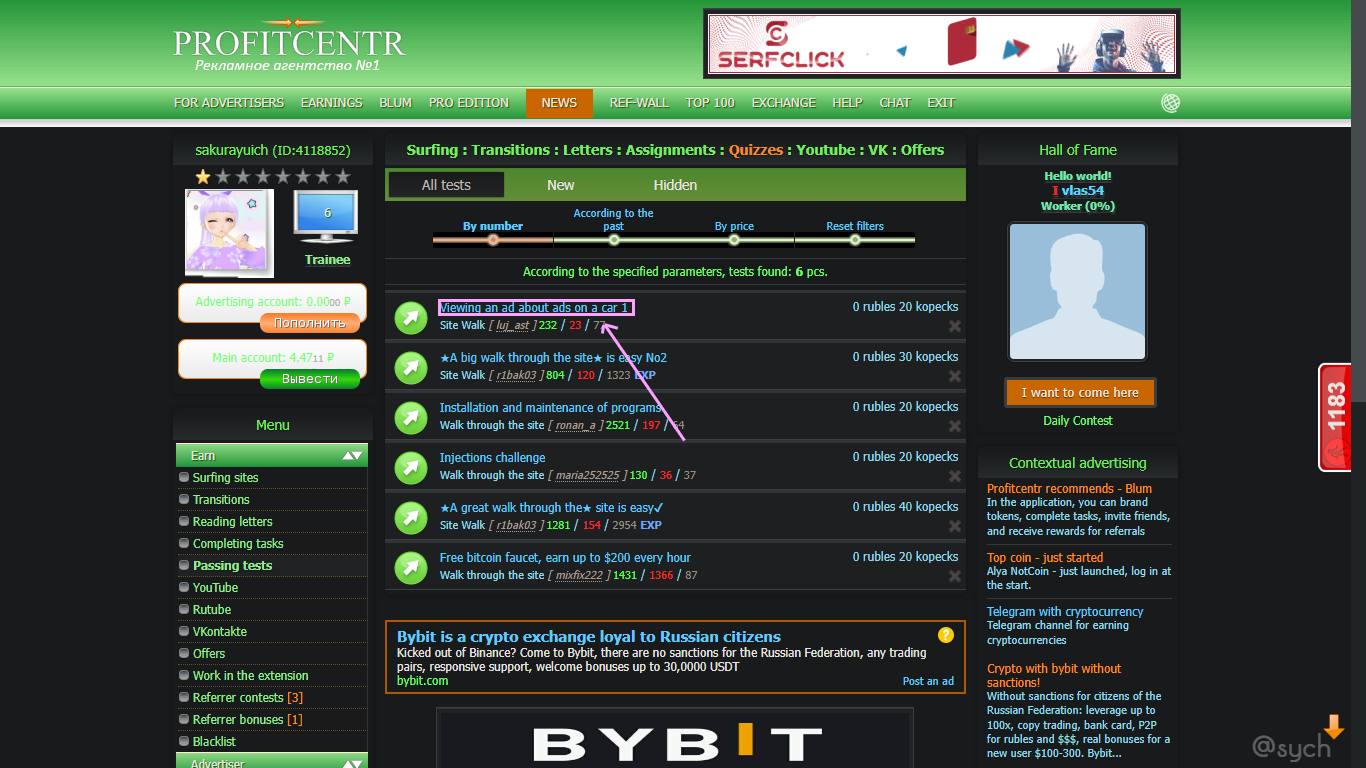 PROFITCENTR
Рекламное агентство №1
SERFCLICK
FOR ADVERTISERS EARNINGS BLUM PRO EDITION NEWS REF-WALL TOP 100 EXCHANGE HELP CHAT EXIT
sakurayuich (ID:4118852)
6
Trainee
Advertising account: 0.0000 ₽
Пополнить
Main account: 4.4711 ₽
Вывести
Menu
Earn
Surfing sites
Transitions
Reading letters
Completing tasks
Passing tests
YouTube
Rutube
VKontakte
Offers
Work in the extension
Referrer contests [3]
Referrer bonuses [1]
Blacklist
Advertiser
Surfing : Transitions : Letters : Assignments : Quizzes : Youtube : VK : Offers
All tests New Hidden
By number According to the past By price Reset filters
According to the specified parameters, tests found: 6 pcs.
Viewing an ad about ads on a car 1 0 rubles 20 kopecks
Site Walk [ luj_ast ] 232 / 23 /
★A big walk through the site★ is easy No2 0 rubles 30 kopecks
Site Walk [ r1bak03 ] 804 / 120 / 1323 EXP
Installation and maintenance of programs 0 rubles 20 kopecks
Walk through the site [ ronan_a ] 2521 / 197 /
Injections challenge 0 rubles 20 kopecks
Walk through the site [ maria252525 ] 130 / 36 / 37
★A great walk through the★ site is easy✓ 0 rubles 40 kopecks
Site Walk [ r1bak03 ] 1281 / 154 / 2954 EXP
Free bitcoin faucet, earn up to $200 every hour 0 rubles 20 kopecks
Walk through the site [ mixfix222 ] 1431 / 1366 / 87
Bybit is a crypto exchange loyal to Russian citizens ?
Kicked out of Binance? Come to Bybit, there are no sanctions for the Russian Federation, any trading
pairs, responsive support, welcome bonuses up to 30,0000 USDT
bybit.com Post an ad
BYBIT
Hall of Fame
Hello world!
I vlas54
Worker (0%)
I want to come here
Daily Contest
Contextual advertising
Profitcentr recommends - Blum
In the application, you can brand
tokens, complete tasks, invite friends,
and receive rewards for referrals
Top coin - just started
Alya NotCoin - just launched, log in at
the start.
Telegram with cryptocurrency
Telegram channel for earning
cryptocurrencies
Crypto with bybit without
sanctions!
Without sanctions for citizens of the
Russian Federation: leverage up to
100x, copy trading, bank card, P2P
for rubles and $$$, real bonuses for a
new user $100-300. Bybit...
1183
@sych